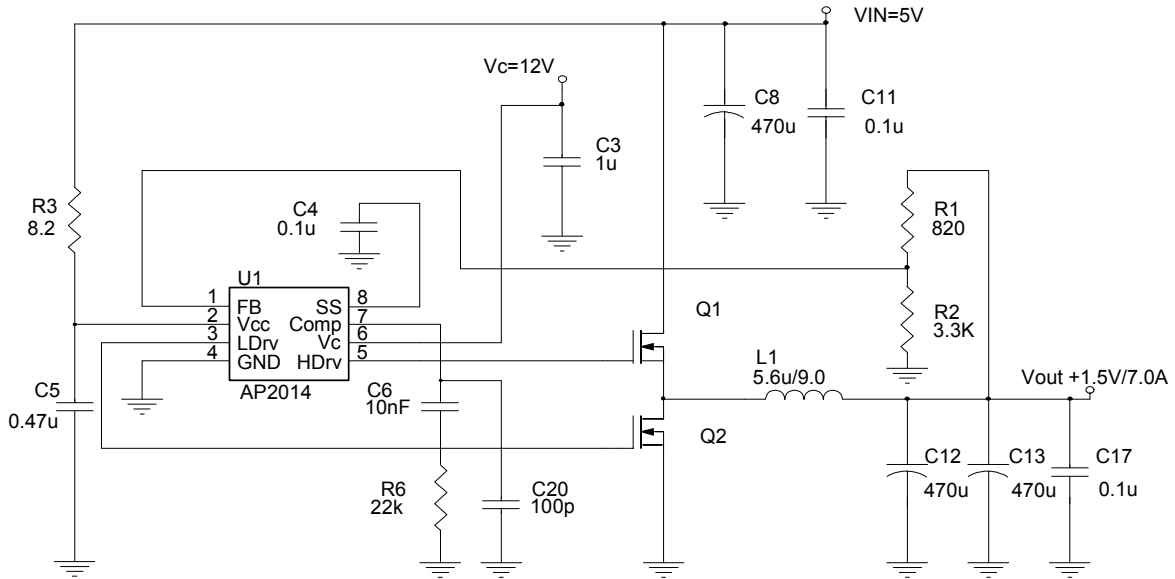 VIN=5V
Vc=12V
C8
470u
C11
0.1u
C3
1u
R3
8.2
C4
0.1u
R1
820
U1
1
2
3
4
FB
Vcc
LDrv
GND
SS
Comp
Vc
HDrv
8
7
6
5
AP2014
Q1
R2
3.3K
L1
5.6u/9.0
Vout +1.5V/7.0A
C5
0.47u
C6
10nF
Q2
C12
470u
C13
470u
C17
0.1u
R6
22k
C20
100p